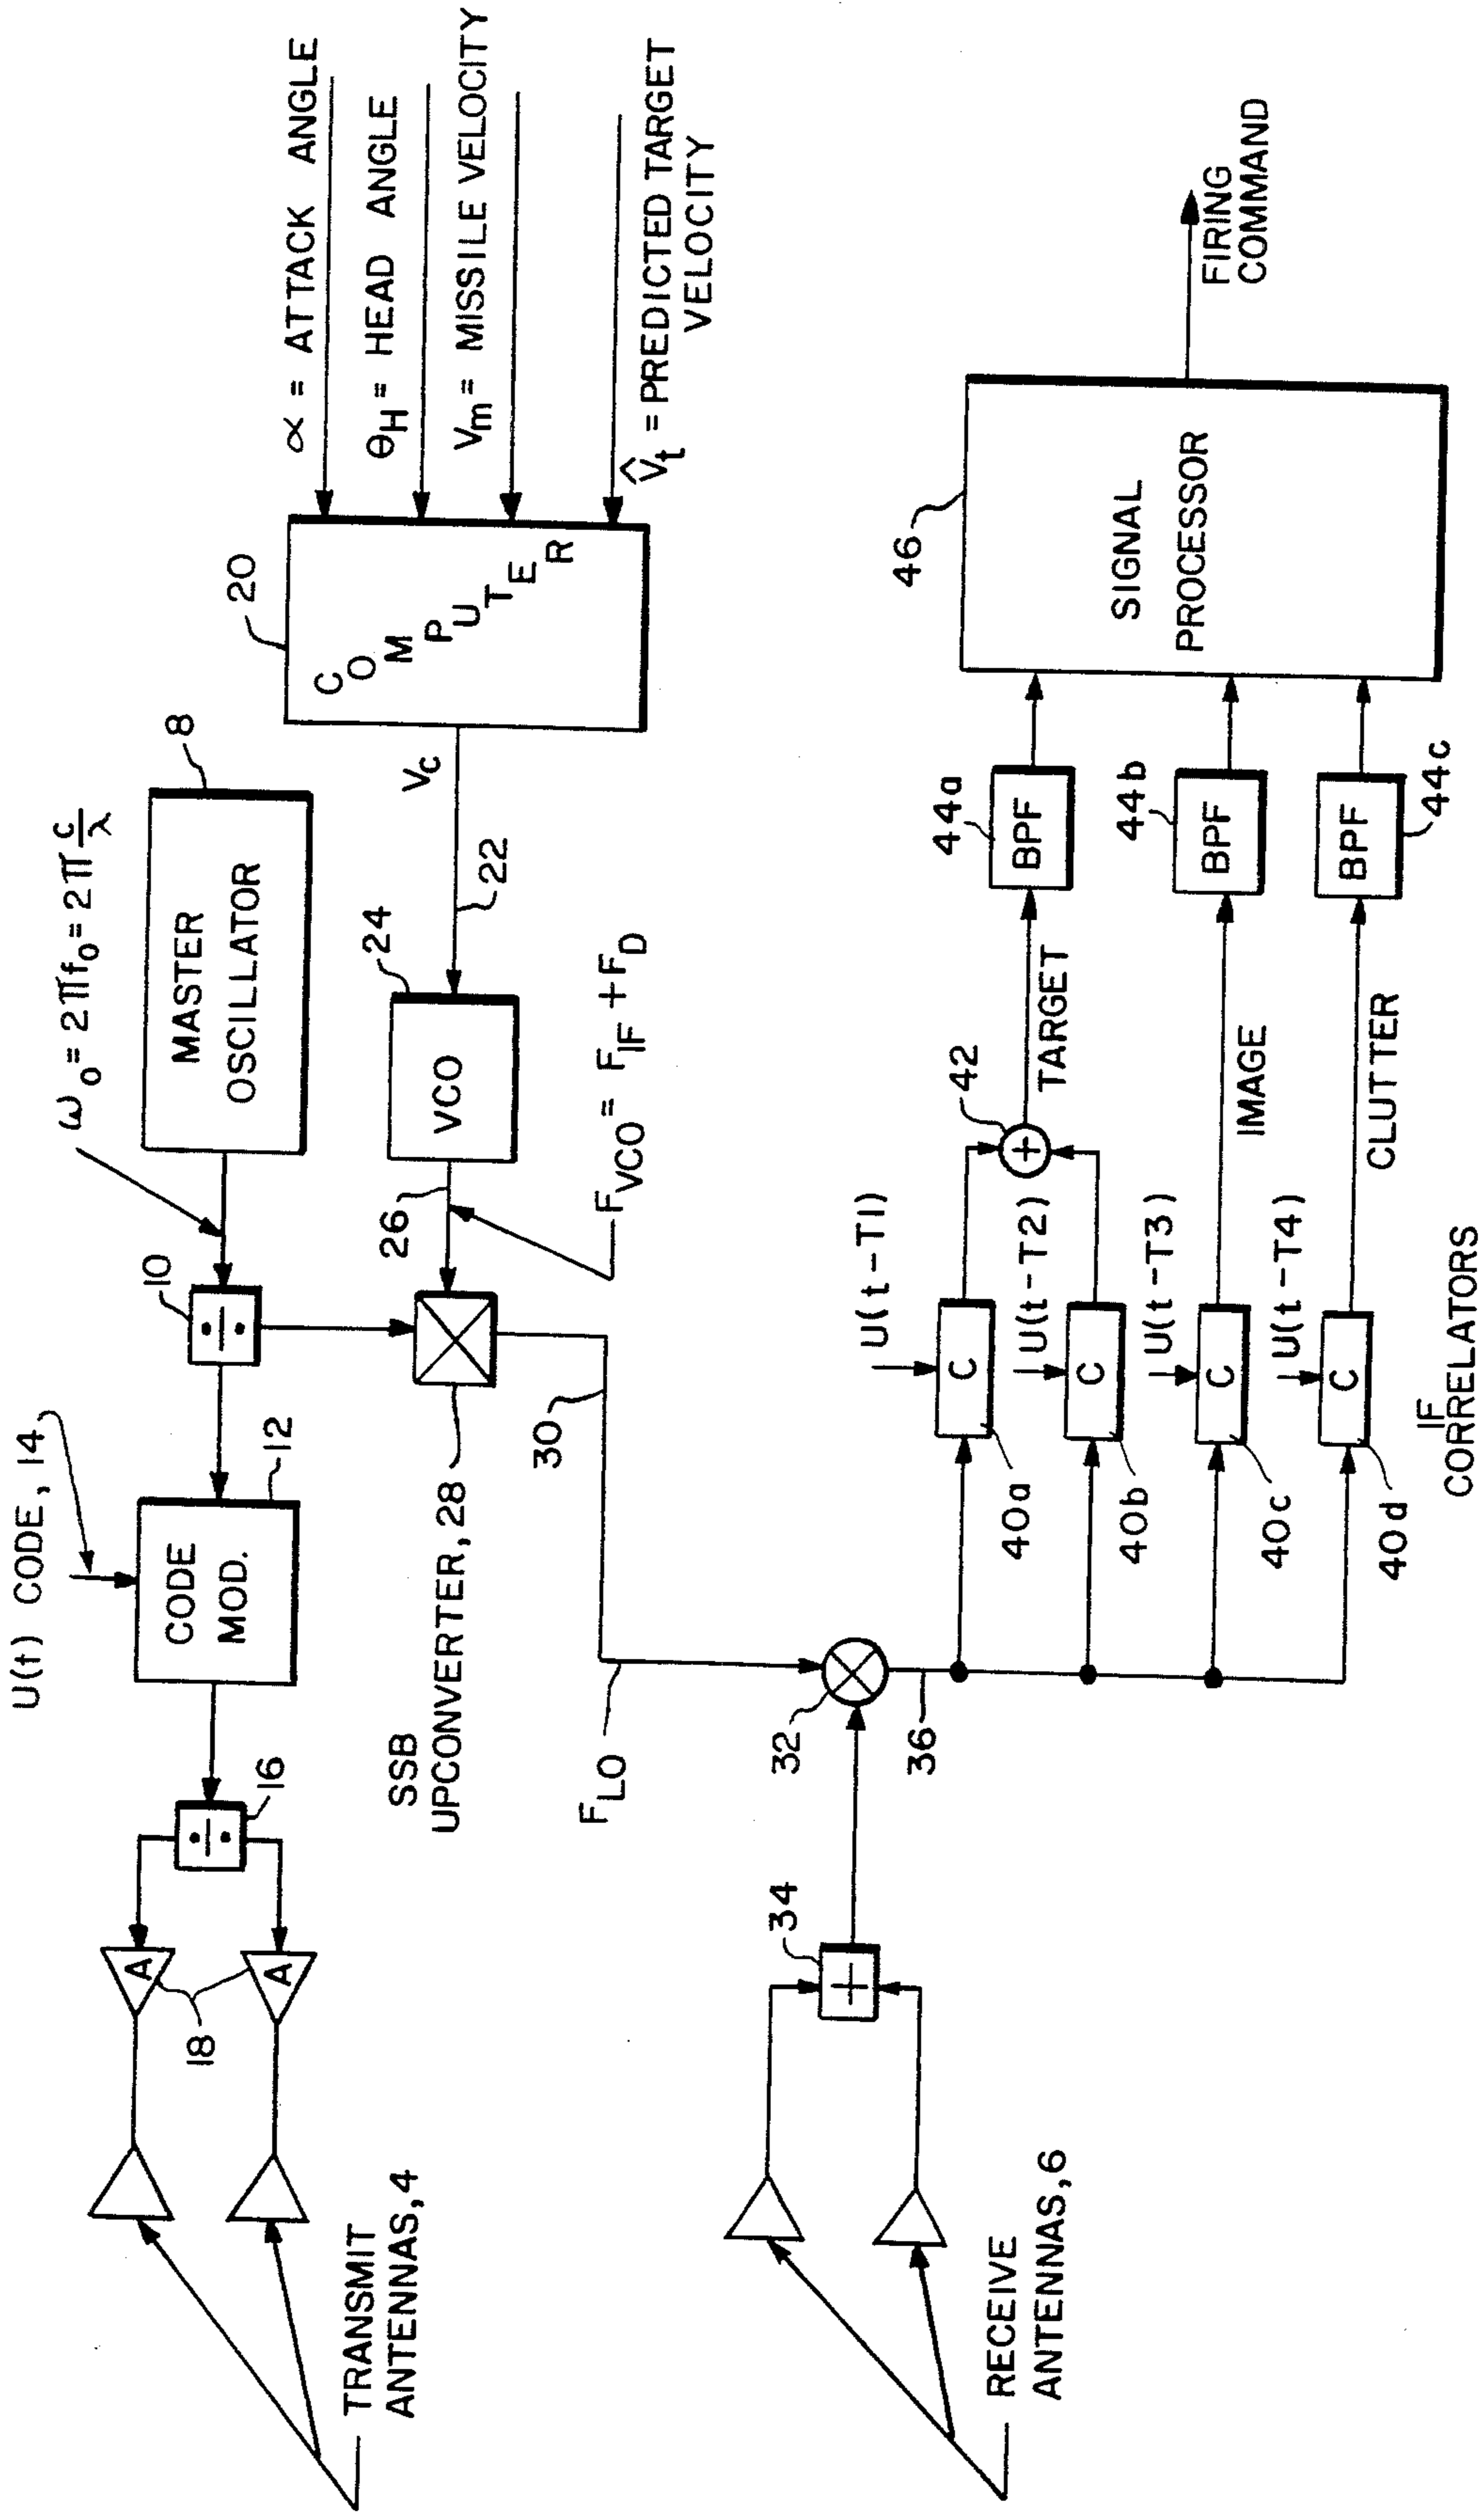 U(t) CODE, 14
ω₀ = 2πf₀ = 2π c/λ
TRANSMIT
ANTENNAS, 4
A
A
18
÷
16
CODE
MOD.
12
÷
10
MASTER
OSCILLATOR
8
SSB
UPCONVERTER, 28
26
VCO
24
22
Vc
COMPUTER
20
α = ATTACK ANGLE
θH = HEAD ANGLE
Vm = MISSILE VELOCITY
V̂t = PREDICTED TARGET
VELOCITY
FVCO = FIF + FD
30
FLO
RECEIVE
ANTENNAS, 6
+
34
32
36
U(t-T1)
C
40a
U(t-T2)
C
40b
U(t-T3)
C
40c
U(t-T4)
C
40d
IF
CORRELATORS
+
42
TARGET
IMAGE
CLUTTER
44a
BPF
44b
BPF
BPF
44c
46
SIGNAL
PROCESSOR
FIRING
COMMAND